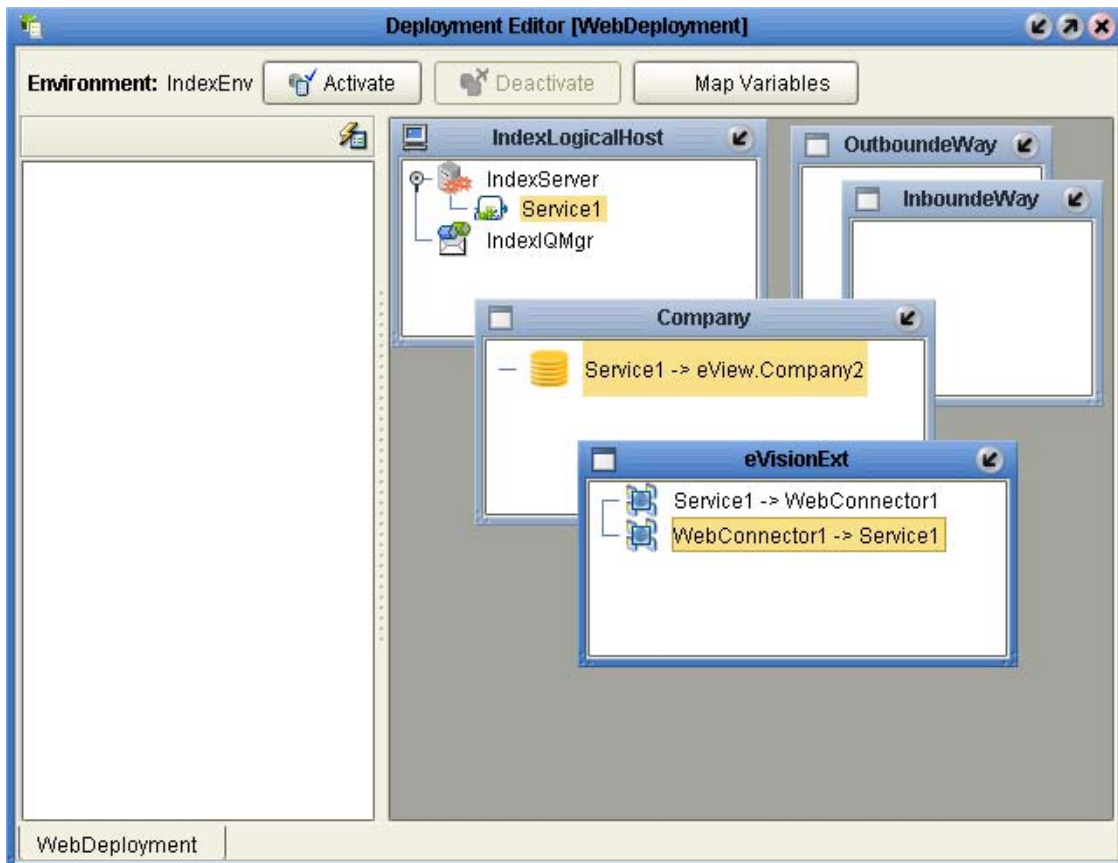 Deployment Editor [WebDeployment]
Environment: IndexEnv Activate Deactivate Map Variables
IndexLogicalHost
IndexServer
Service1
IndexIQMgr
OutboundeWay
InboundeWay
Company
Service1 -> eView.Company2
eVisionExt
Service1 -> WebConnector1
WebConnector1 -> Service1
WebDeployment